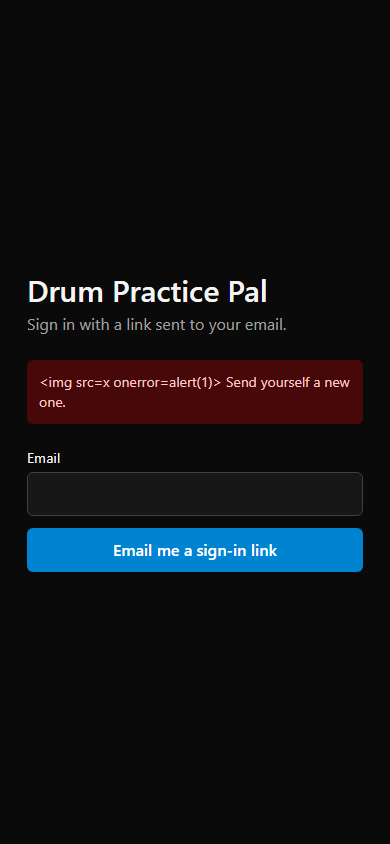 Drum Practice Pal
Sign in with a link sent to your email.
<img src=x onerror=alert(1)> Send yourself a new
one.
Email
Email me a sign-in link